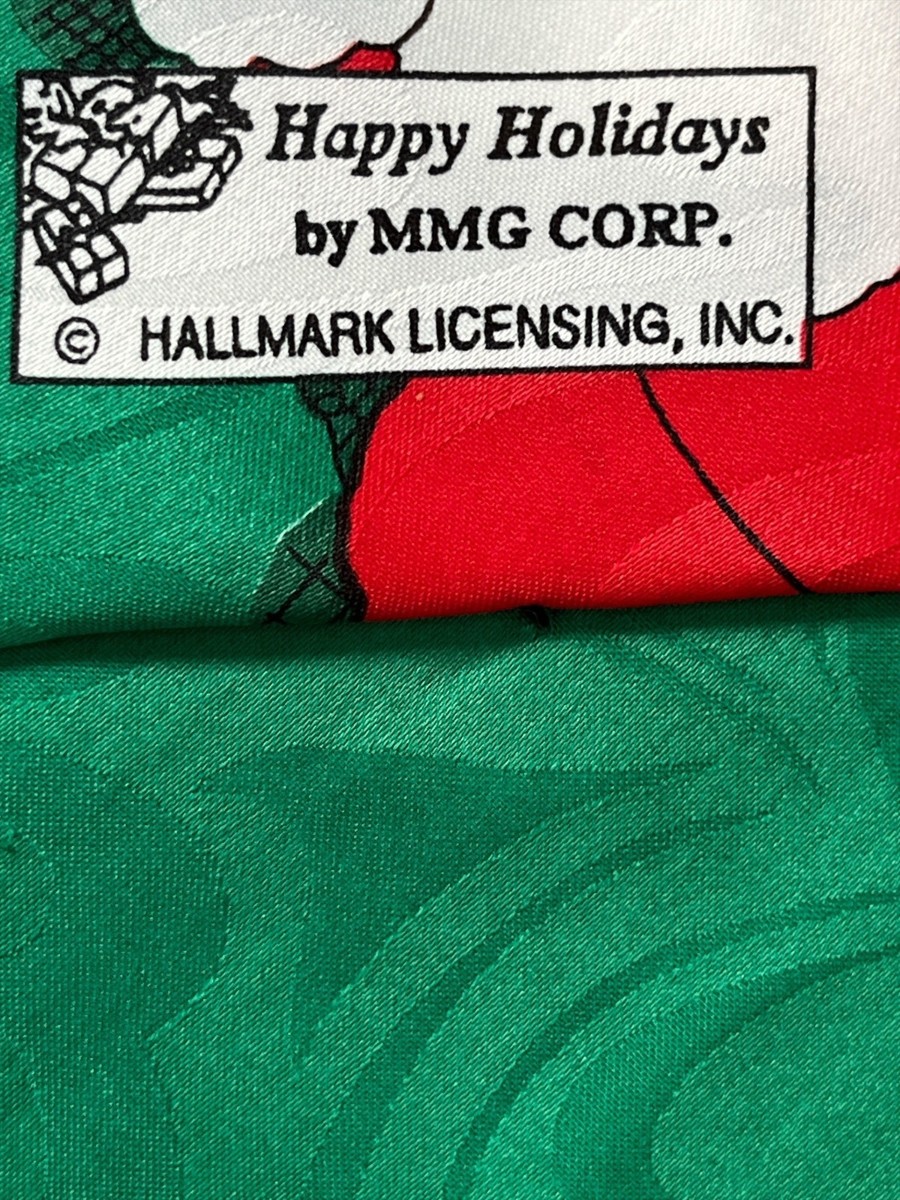 Happy Holidays
by MMG CORP.
© HALLMARK LICENSING, INC.